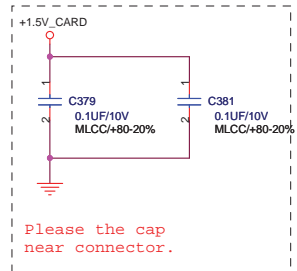 +1.5V_CARD
1
1
C379
C381
0.1UF/10V
0.1UF/10V
MLCC/+80-20%
MLCC/+80-20%
2
2
Please the cap
near connector.